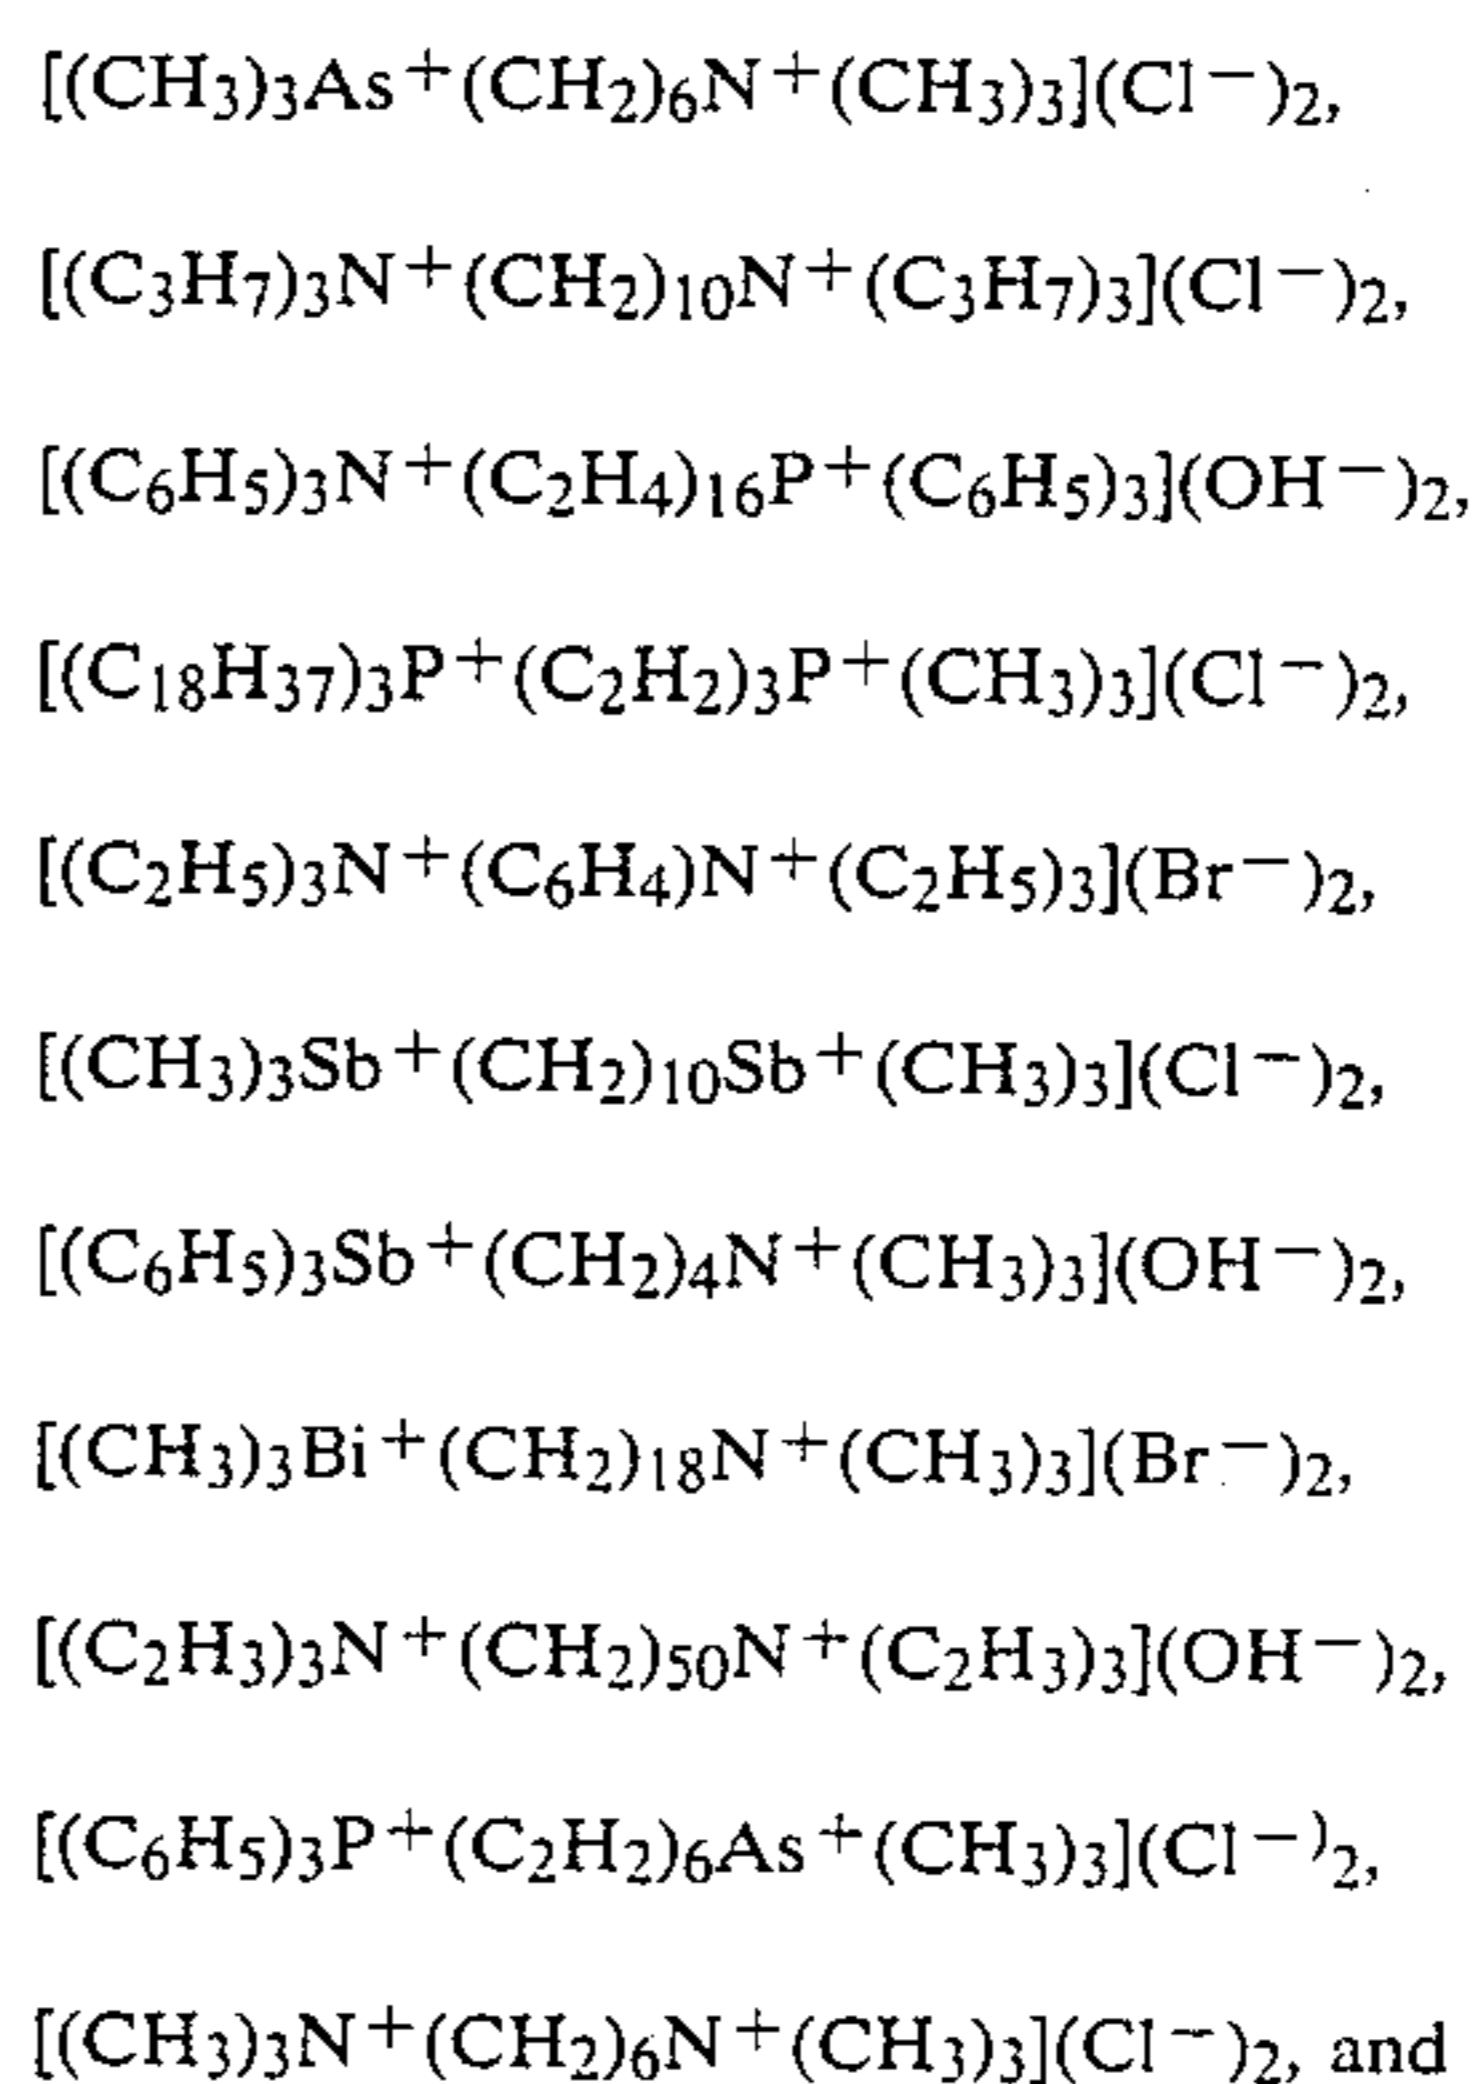 [(CH₃)₃As⁺(CH₂)₆N⁺(CH₃)₃](Cl⁻)₂,
[(C₃H₇)₃N⁺(CH₂)₁₀N⁺(C₃H₇)₃](Cl⁻)₂,
[(C₆H₅)₃N⁺(C₂H₄)₁₆P⁺(C₆H₅)₃](OH⁻)₂,
[(C₁₈H₃₇)₃P⁺(C₂H₂)₃P⁺(CH₃)₃](Cl⁻)₂,
[(C₂H₅)₃N⁺(C₆H₄)N⁺(C₂H₅)₃](Br⁻)₂,
[(CH₃)₃Sb⁺(CH₂)₁₀Sb⁺(CH₃)₃](Cl⁻)₂,
[(C₆H₅)₃Sb⁺(CH₂)₄N⁺(CH₃)₃](OH⁻)₂,
[(CH₃)₃Bi⁺(CH₂)₁₈N⁺(CH₃)₃](Br⁻)₂,
[(C₂H₃)₃N⁺(CH₂)₅₀N⁺(C₂H₃)₃](OH⁻)₂,
[(C₆H₅)₃P⁺(C₂H₂)₆As⁺(CH₃)₃](Cl⁻)₂,
[(CH₃)₃N⁺(CH₂)₆N⁺(CH₃)₃](Cl⁻)₂, and